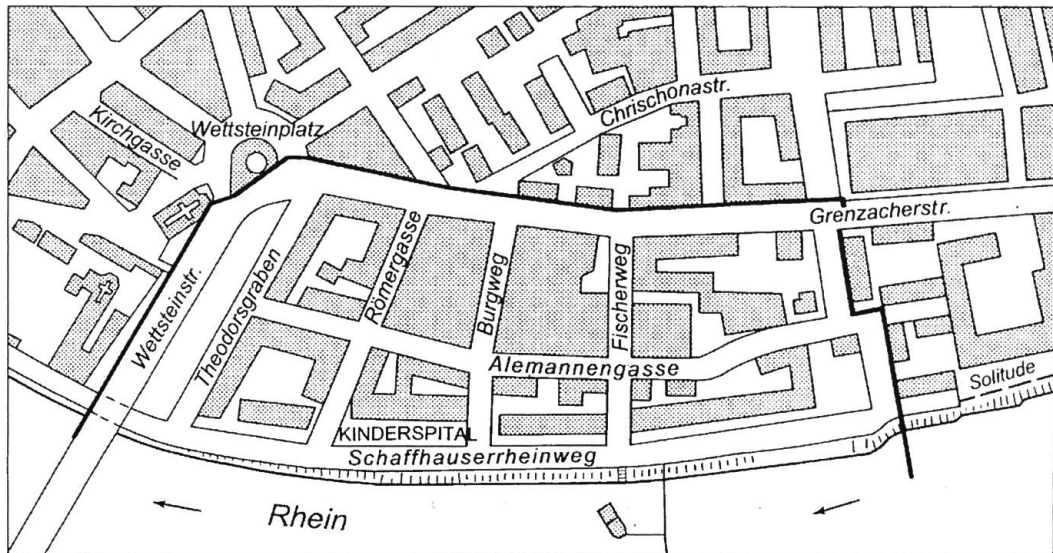 Chrischonastr.
Kirchgasse
Wettsteinplatz
Grenzacherstr.
Wettsteinstr.
Theodorsgraben
Römergasse
Burgweg
Fischerweg
Alemannengasse
Solitude
KINDERSPITAL
Schaffhauserrheinweg
Rhein